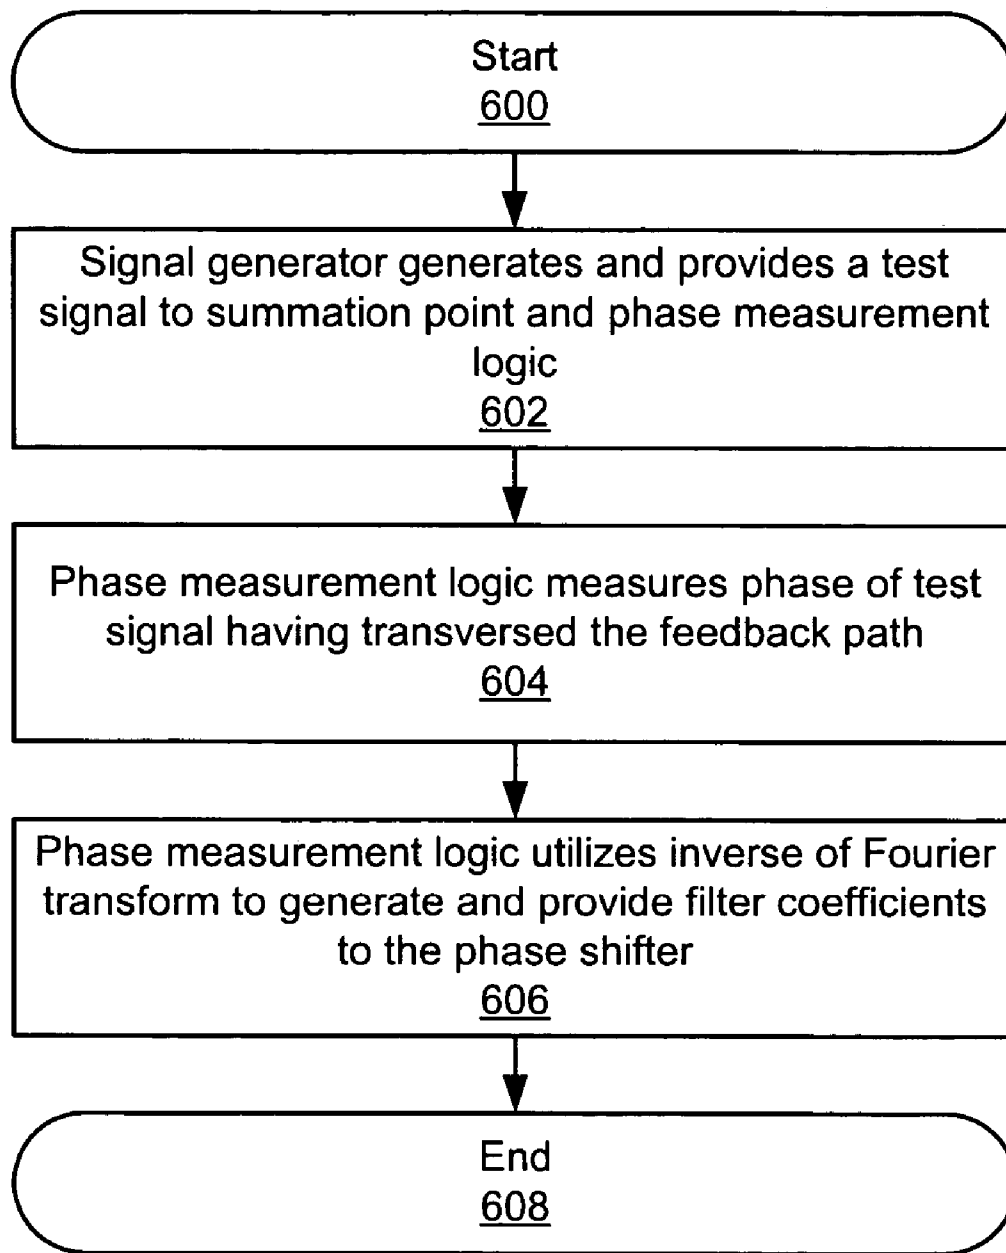 Start
600
Signal generator generates and provides a test
signal to summation point and phase measurement
logic
602
Phase measurement logic measures phase of test
signal having transversed the feedback path
604
Phase measurement logic utilizes inverse of Fourier
transform to generate and provide filter coefficients
to the phase shifter
606
End
608